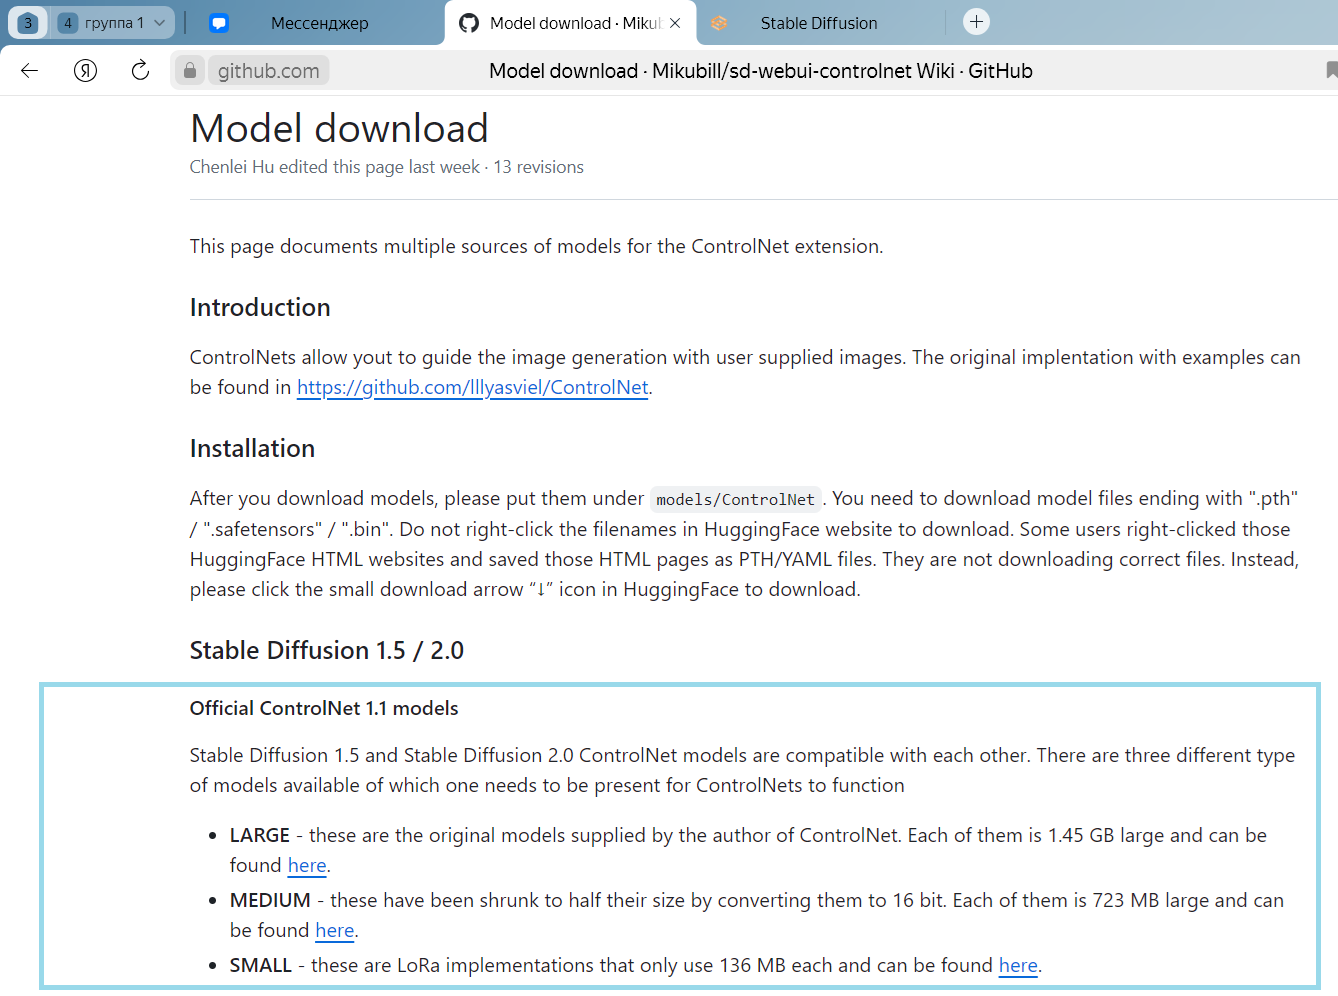 3 4 группа 1 Мессенджер Model download · Mikub Stable Diffusion
Я github.com Model download · Mikubill/sd-webui-controlnet Wiki · GitHub
Model download
Chenlei Hu edited this page last week · 13 revisions
This page documents multiple sources of models for the ControlNet extension.
Introduction
ControlNets allow yout to guide the image generation with user supplied images. The original implentation with examples can
be found in https://github.com/lllyasviel/ControlNet.
Installation
After you download models, please put them under models/ControlNet. You need to download model files ending with ".pth"
/ ".safetensors" / ".bin". Do not right-click the filenames in HuggingFace website to download. Some users right-clicked those
HuggingFace HTML websites and saved those HTML pages as PTH/YAML files. They are not downloading correct files. Instead,
please click the small download arrow “↓” icon in HuggingFace to download.
Stable Diffusion 1.5 / 2.0
Official ControlNet 1.1 models
Stable Diffusion 1.5 and Stable Diffusion 2.0 ControlNet models are compatible with each other. There are three different type
of models available of which one needs to be present for ControlNets to function
• LARGE - these are the original models supplied by the author of ControlNet. Each of them is 1.45 GB large and can be
found here.
• MEDIUM - these have been shrunk to half their size by converting them to 16 bit. Each of them is 723 MB large and can
be found here.
• SMALL - these are LoRa implementations that only use 136 MB each and can be found here.